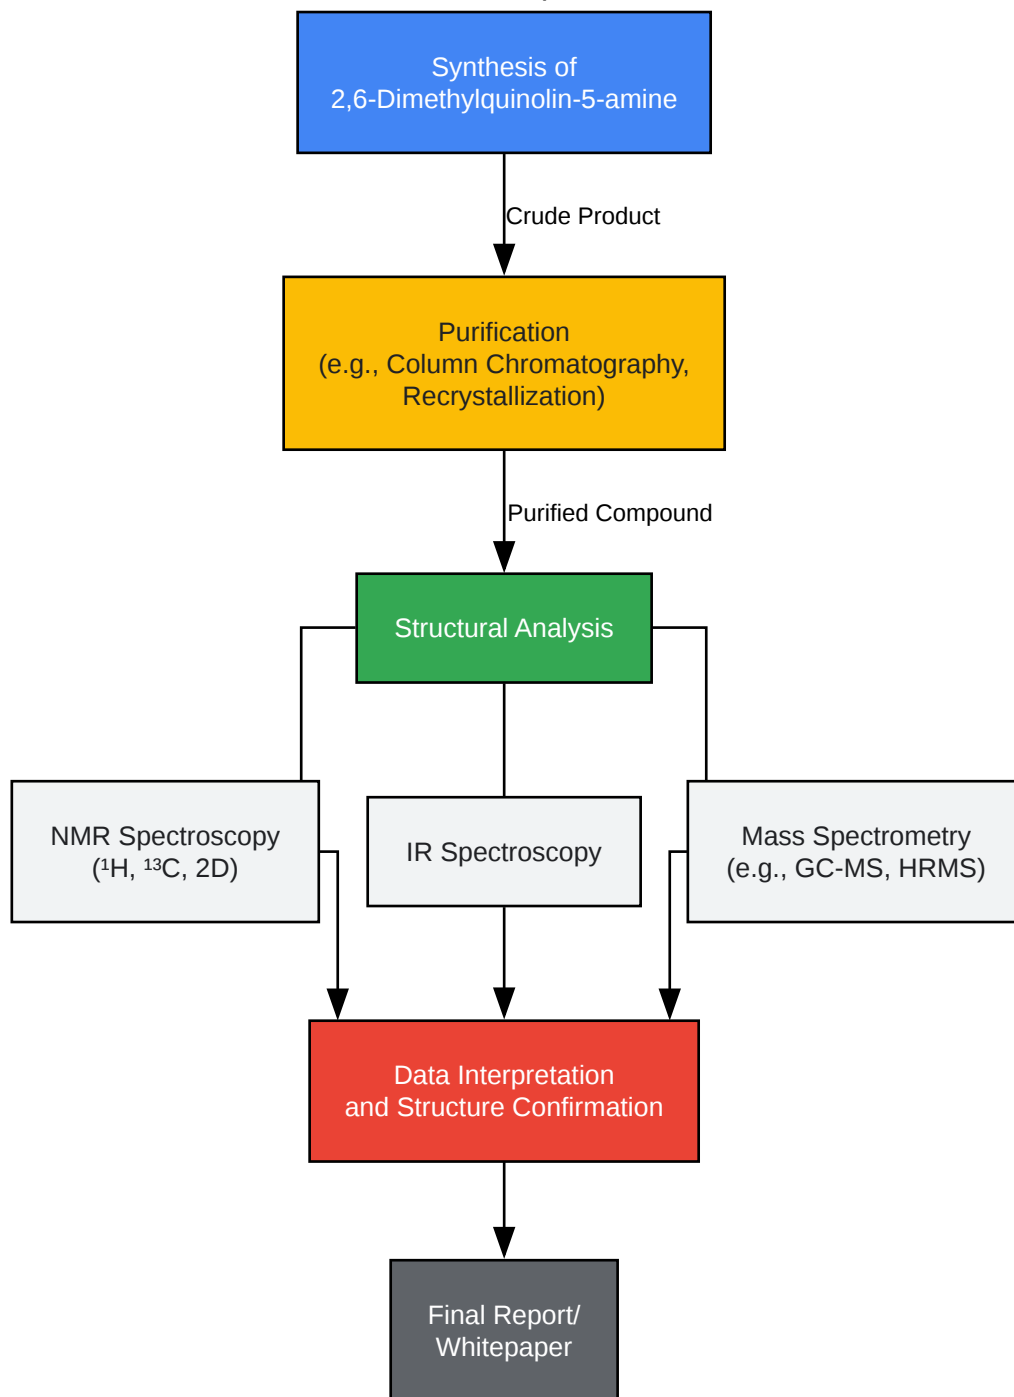 Synthesis of
2,6-Dimethylquinolin-5-amine
Crude Product
Purification
(e.g., Column Chromatography,
Recrystallization)
Purified Compound
Structural Analysis
NMR Spectroscopy
(¹H, ¹³C, 2D)
IR Spectroscopy
Mass Spectrometry
(e.g., GC-MS, HRMS)
Data Interpretation
and Structure Confirmation
Final Report/
Whitepaper